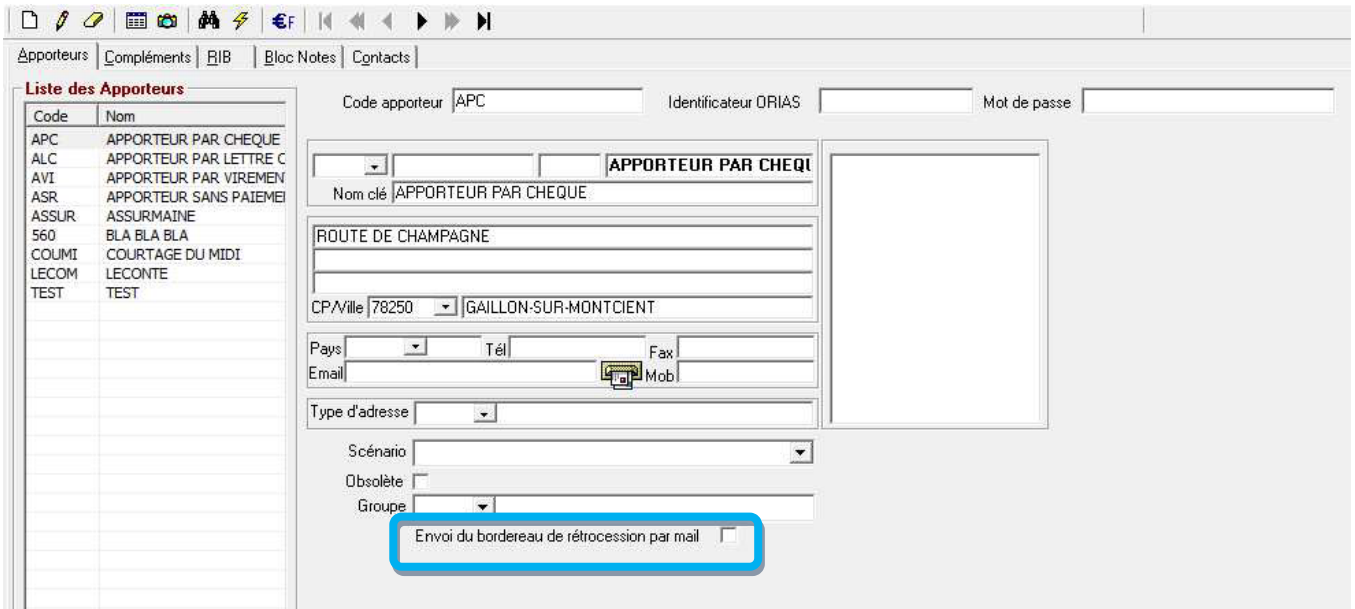 €F
Apporteurs Compléments RIB Bloc Notes Contacts
Liste des Apporteurs
Code Nom
APC APPORTEUR PAR CHEQUE
ALC APPORTEUR PAR LETTRE C
AVI APPORTEUR PAR VIREMEN
ASR APPORTEUR SANS PAIEME
ASSUR ASSURMAINE
560 BLA BLA BLA
COUMI COURTAGE DU MIDI
LECOM LECONTE
TEST TEST
Code apporteur APC Identificateur ORIAS Mot de passe
APPORTEUR PAR CHEQU
Nom clé APPORTEUR PAR CHEQUE
ROUTE DE CHAMPAGNE
CP/Ville 78250 GAILLON-SUR-MONTCIENT
Pays Tél Fax
Email Mob
Type d'adresse
Scénario
Obsolète
Groupe
Envoi du bordereau de rétrocession par mail